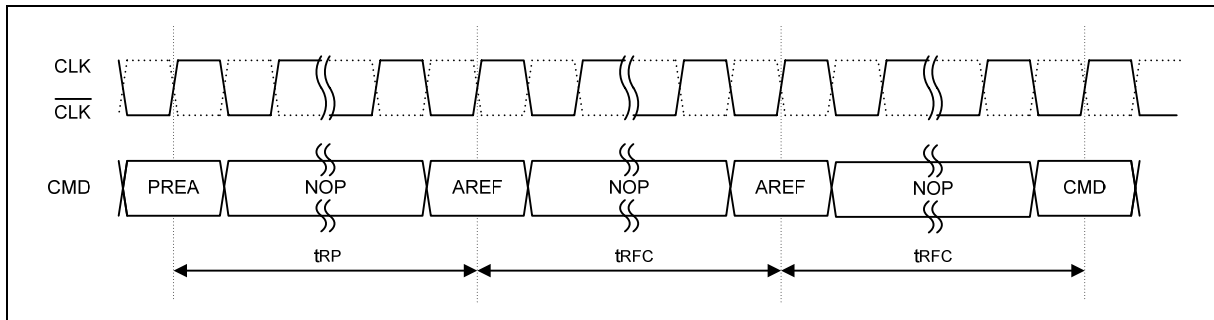 CLK
CLK
CMD PREA NOP AREF NOP AREF NOP CMD
tRP tRFC tRFC